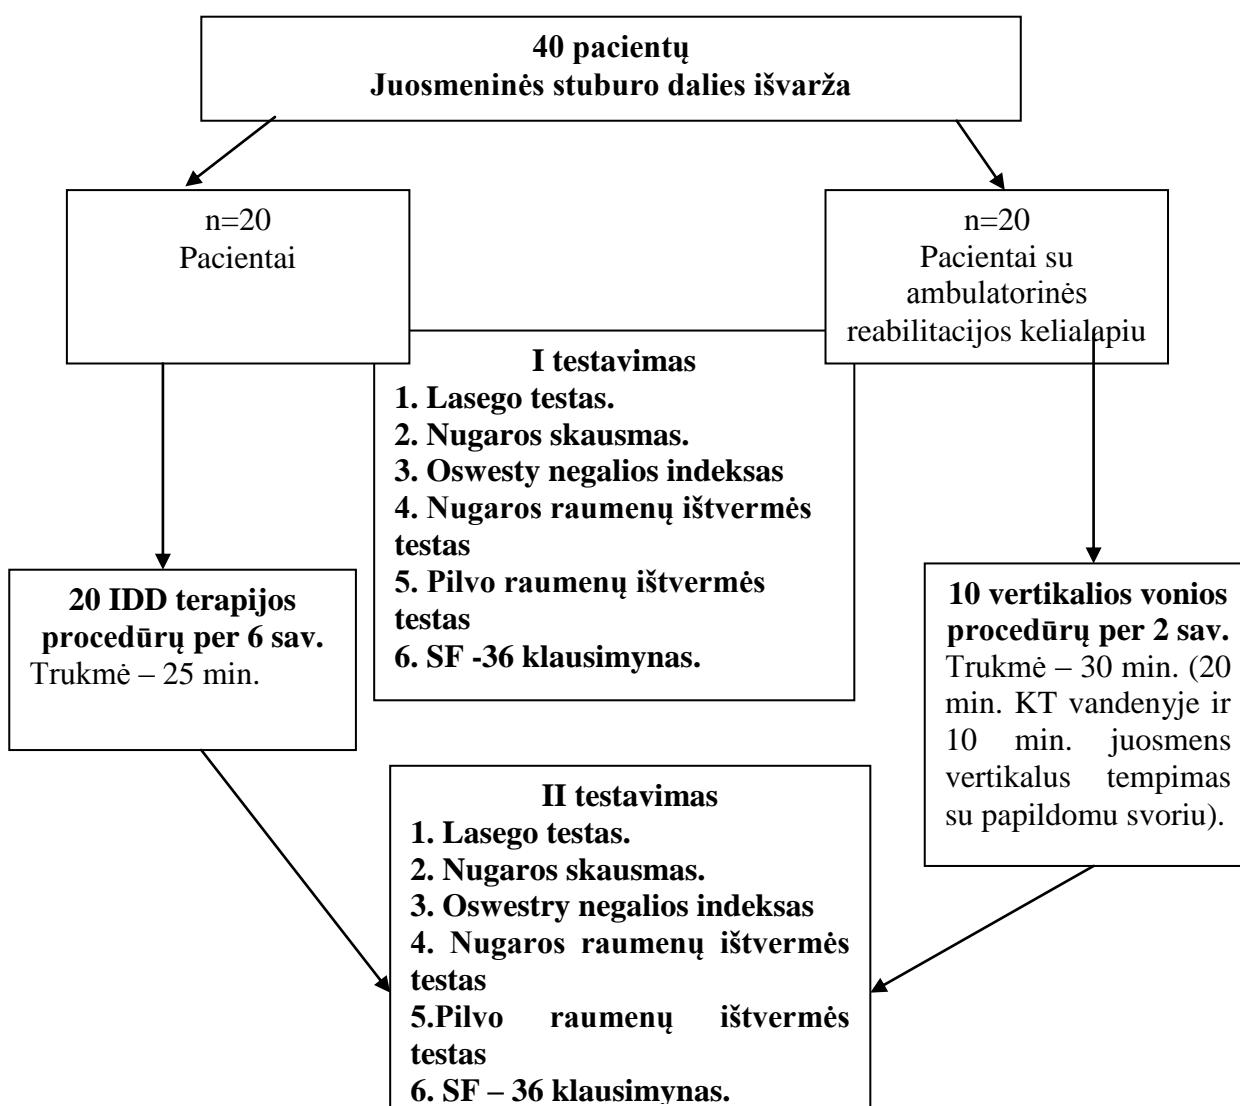 40 pacientų
Juosmeninės stuburo dalies išvarža
n=20
Pacientai
n=20
Pacientai su
ambulatorinės
reabilitacijos kelialapiu
I testavimas
1. Lasego testas.
2. Nugaros skausmas.
3. Oswesty negalios indeksas
4. Nugaros raumenų ištvermės
testas
5. Pilvo raumenų ištvermės
testas
6. SF -36 klausimynas.
20 IDD terapijos
procedūrų per 6 sav.
Trukmė – 25 min.
10 vertikalios vonios
procedūrų per 2 sav.
Trukmė – 30 min. (20
min. KT vandenyje ir
10 min. juosmens
vertikalus tempimas
su papildomu svoriu).
II testavimas
1. Lasego testas.
2. Nugaros skausmas.
3. Oswestry negalios indeksas
4. Nugaros raumenų ištvermės
testas
5.Pilvo raumenų ištvermės
testas
6. SF – 36 klausimynas.